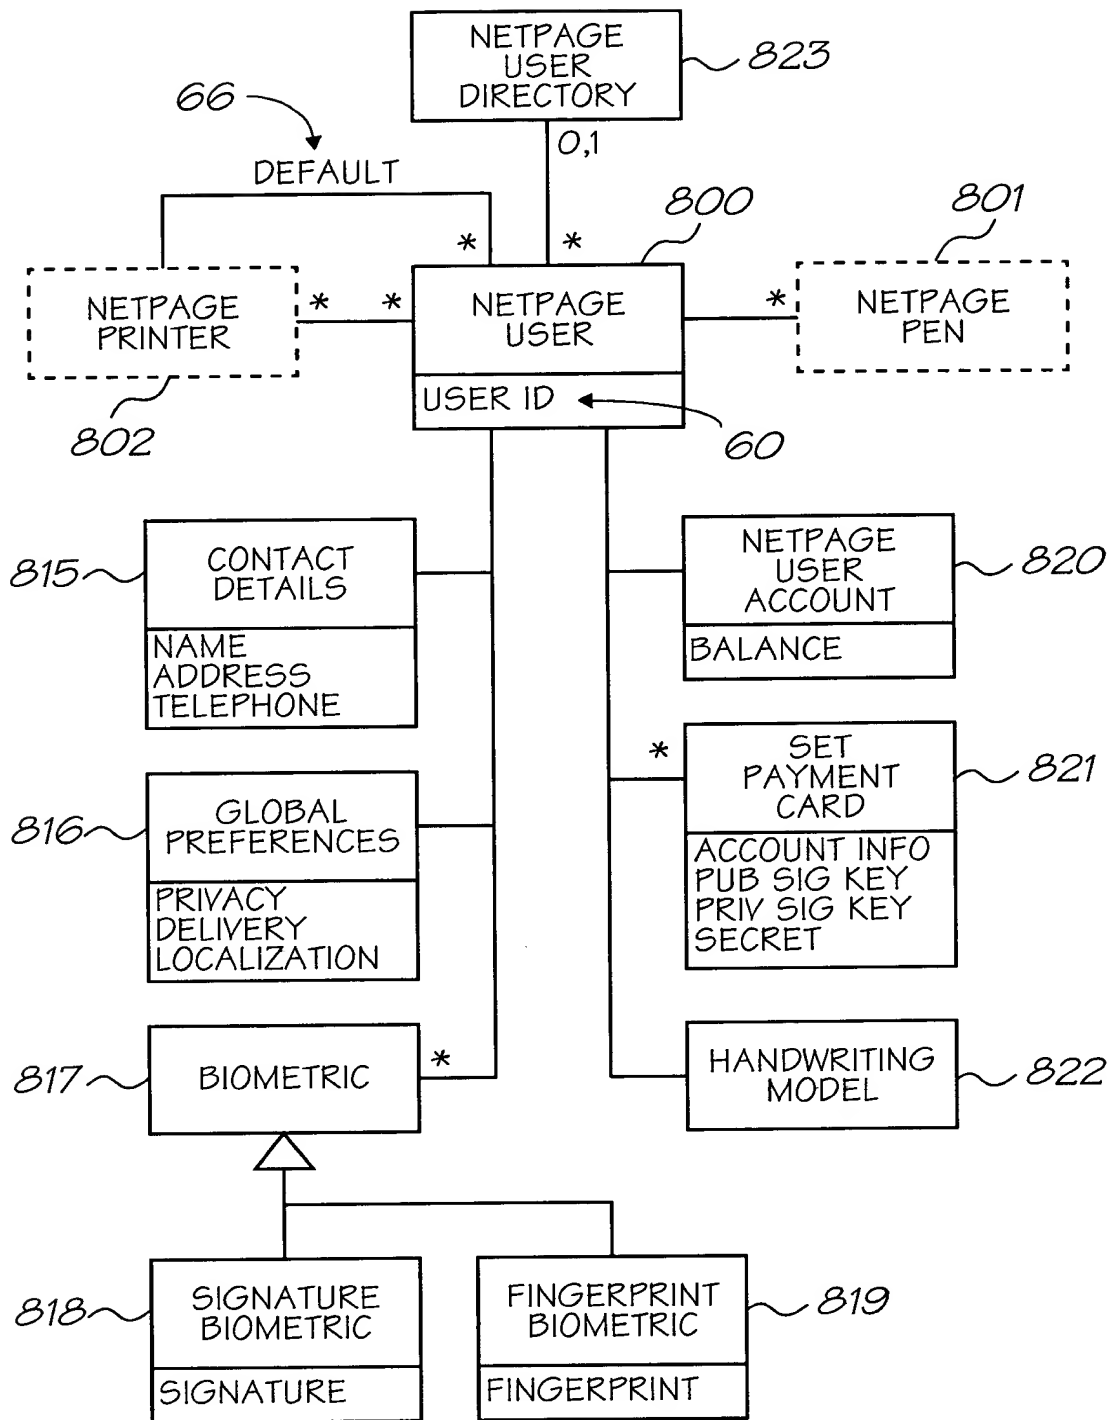 NETPAGE
USER
DIRECTORY
823
0,1
66
DEFAULT
*
*
800
801
NETPAGE
PRINTER
*
*
NETPAGE
USER
*
NETPAGE
PEN
802
USER ID
60
815
CONTACT
DETAILS
NAME
ADDRESS
TELEPHONE
NETPAGE
USER
ACCOUNT
820
BALANCE
816
GLOBAL
PREFERENCES
PRIVACY
DELIVERY
LOCALIZATION
*
SET
PAYMENT
CARD
821
ACCOUNT INFO
PUB SIG KEY
PRIV SIG KEY
SECRET
817
BIOMETRIC
*
HANDWRITING
MODEL
822
818
SIGNATURE
BIOMETRIC
SIGNATURE
FINGERPRINT
BIOMETRIC
819
FINGERPRINT